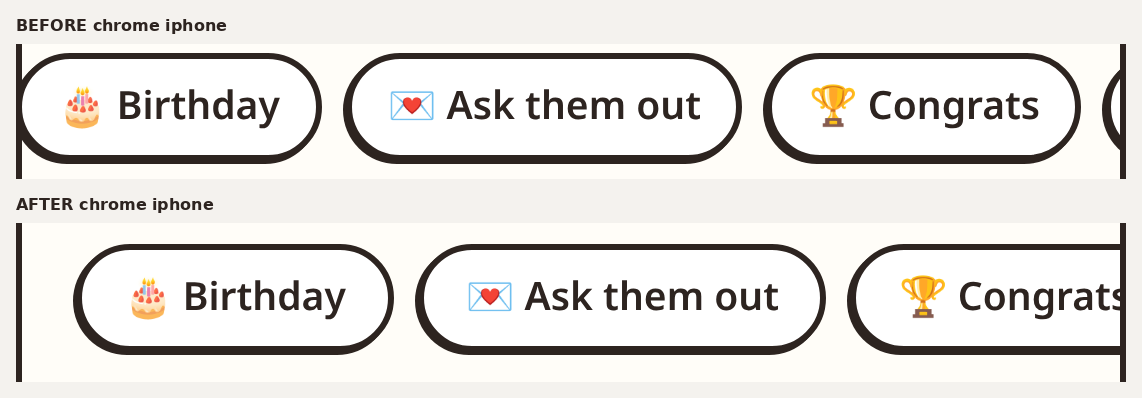 BEFORE chrome iphone
🎂 Birthday 💌 Ask them out 🏆 Congrats
AFTER chrome iphone
🎂 Birthday 💌 Ask them out 🏆 Congrats